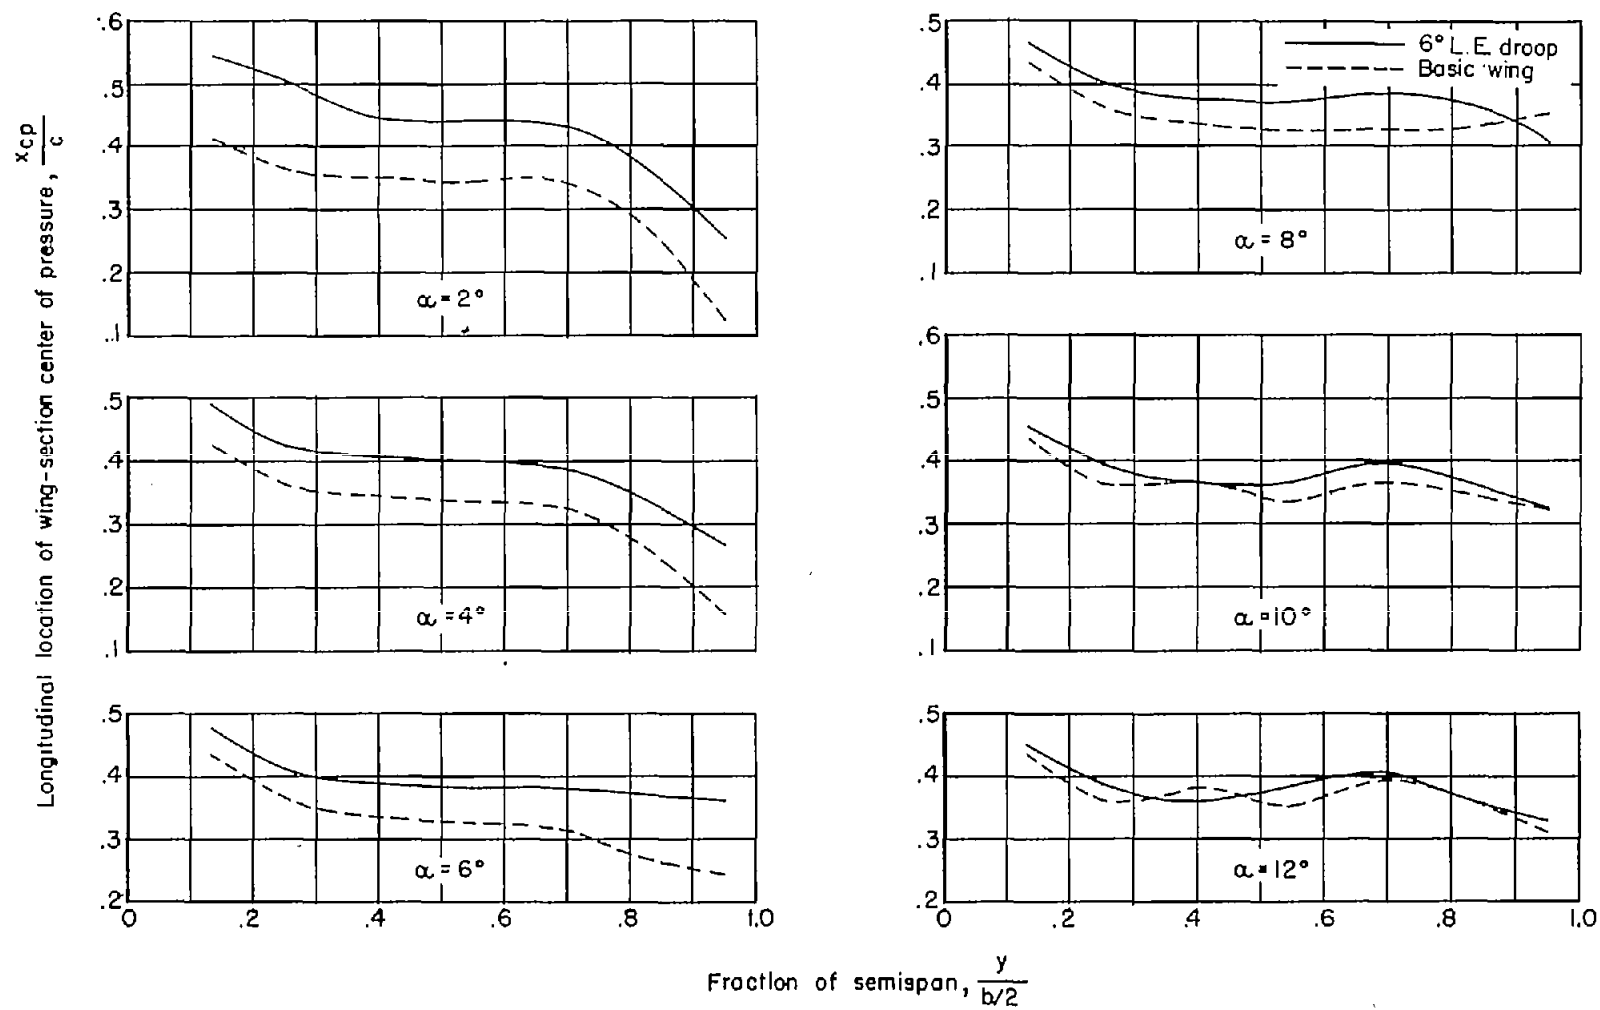 Longitudinal location of wing-section center of pressure, xcp/c
.6
.5
.4
.3
.2
.1
α = 2°
.5
.4
.3
.2
.1
α = 4°
.5
.4
.3
.2
α = 6°
0 .2 .4 .6 .8 1.0
.5
.4
.3
.2
.1
6° L.E. droop
Basic wing
α = 8°
.6
.5
.4
.3
.2
.1
α = 10°
.5
.4
.3
.2
α = 12°
0 .2 .4 .6 .8 1.0
Fraction of semispan, y/b/2